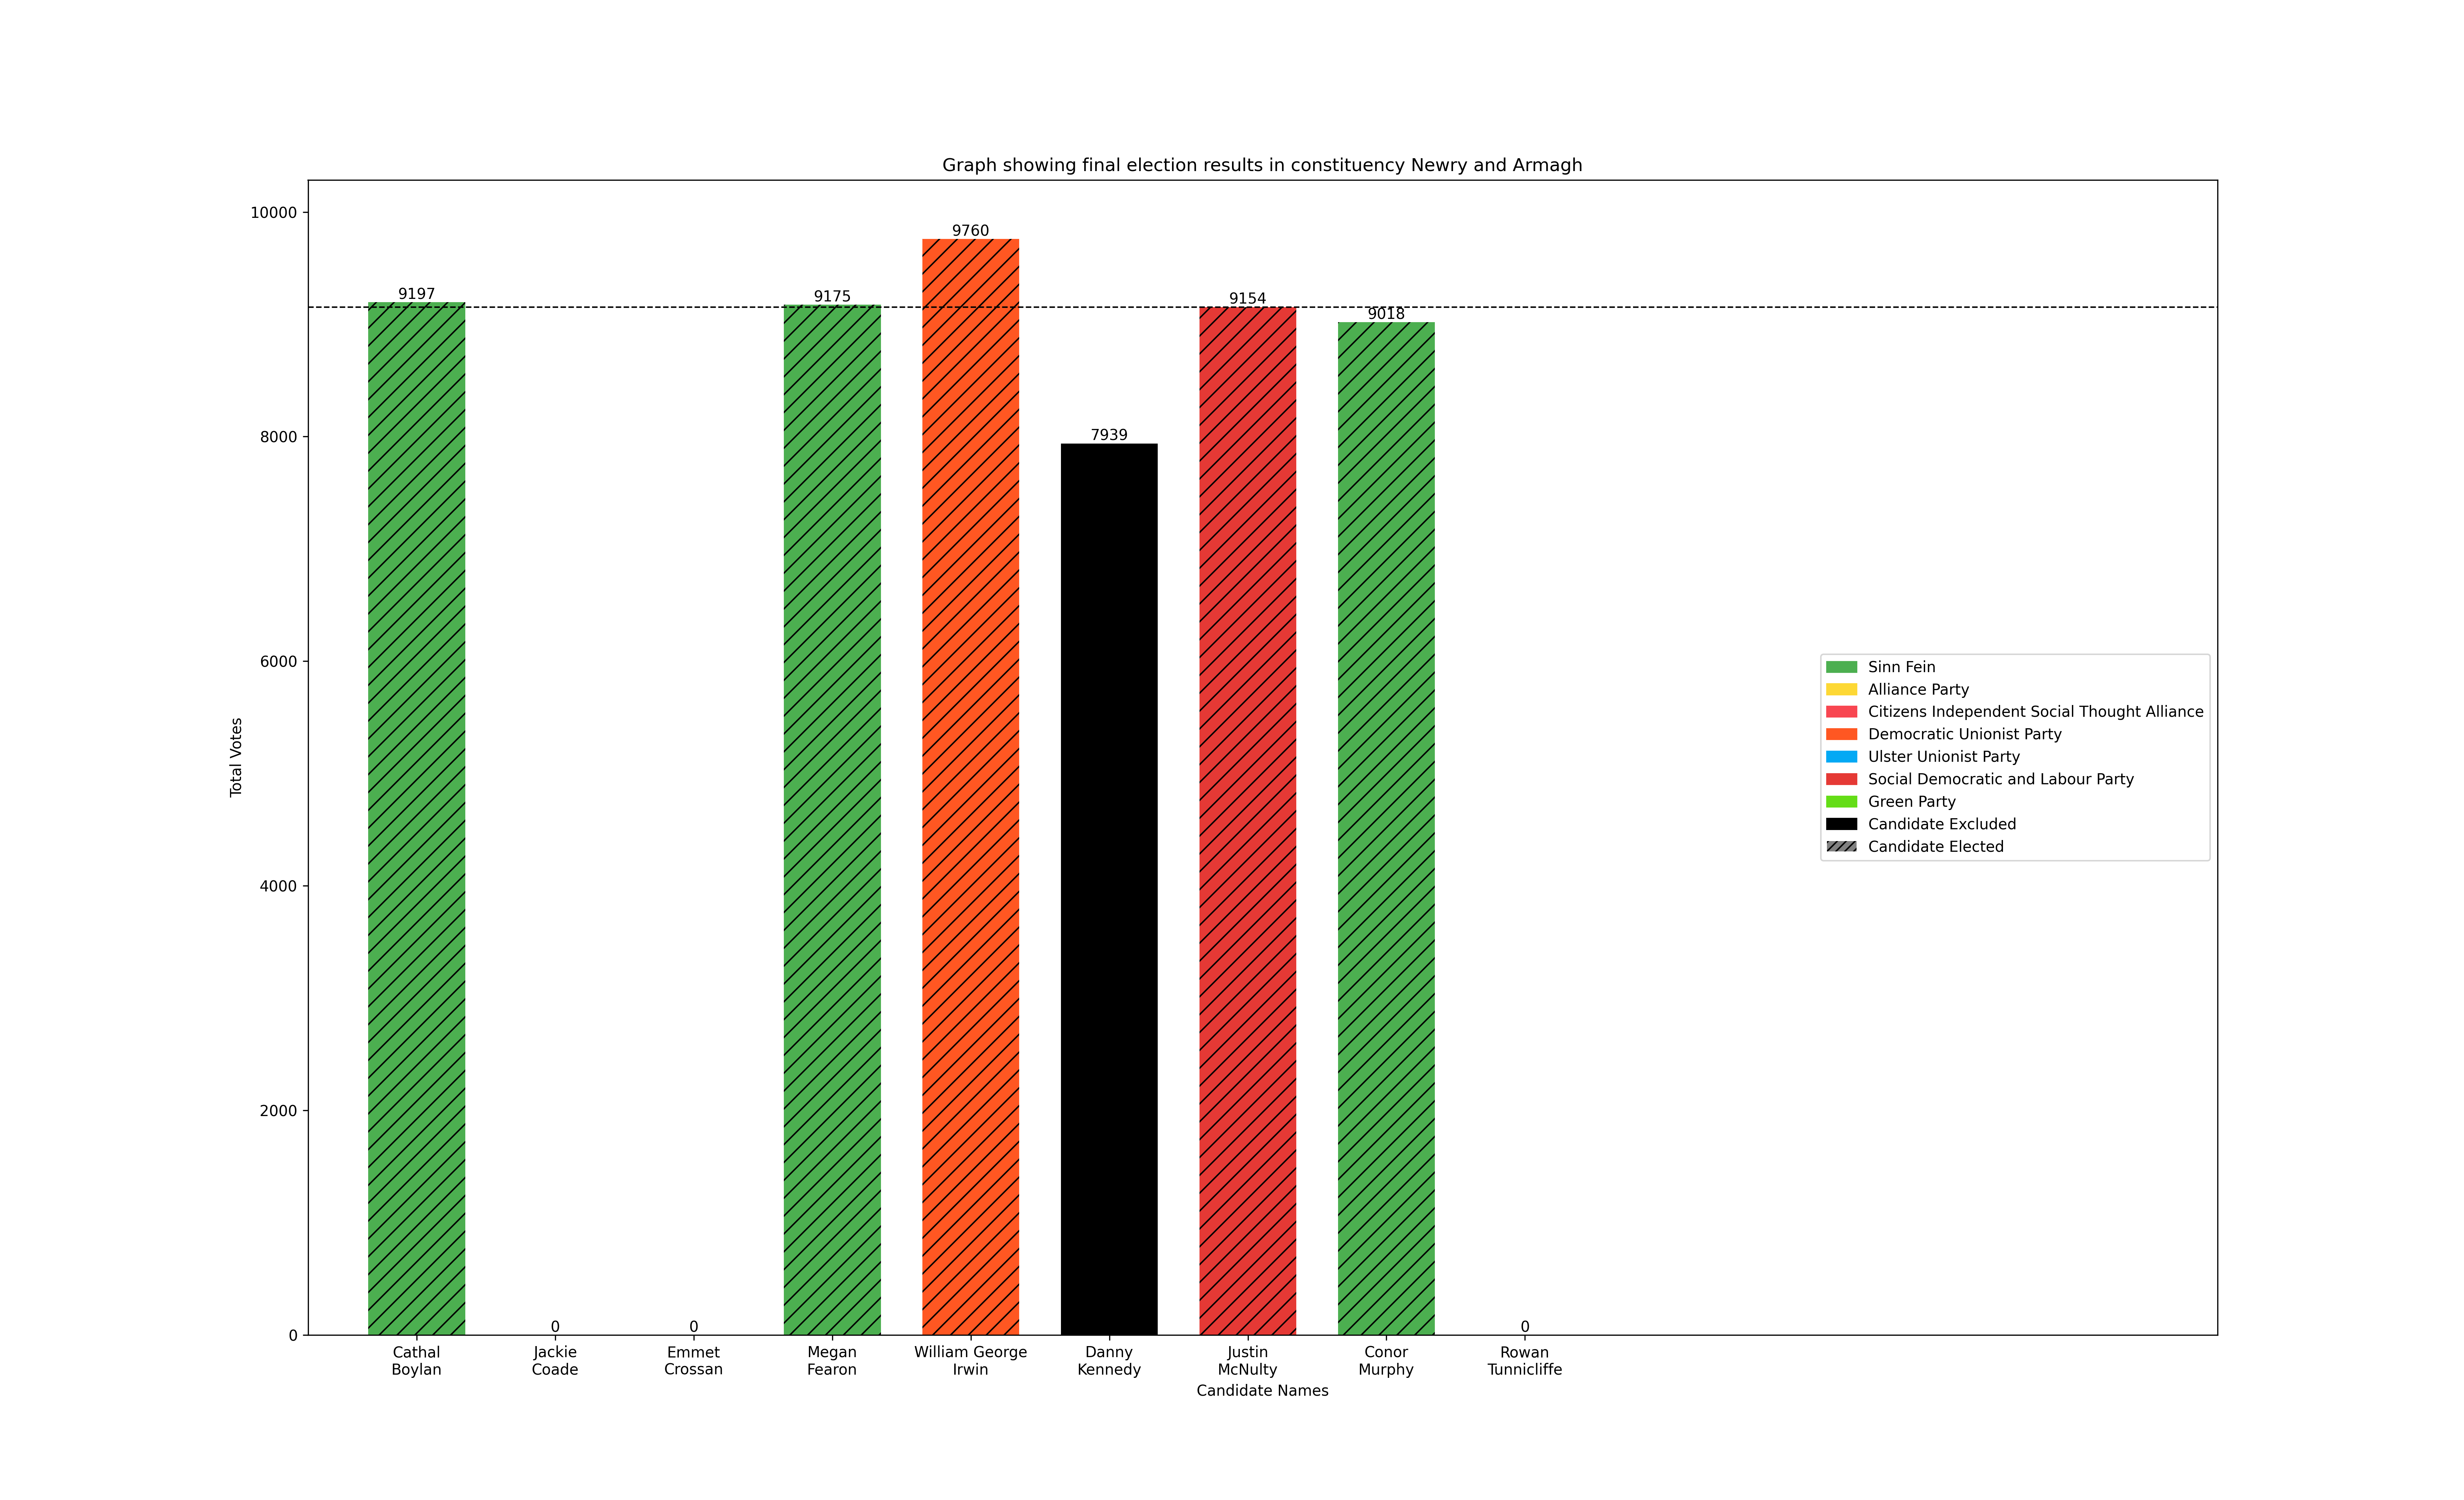 Graph showing final election results in constituency Newry and Armagh
10000
8000
6000
4000
2000
0
Total Votes
9197
0
0
9175
9760
7939
9154
9018
0
Cathal
Boylan
Jackie
Coade
Emmet
Crossan
Megan
Fearon
William George
Irwin
Danny
Kennedy
Justin
McNulty
Conor
Murphy
Rowan
Tunnicliffe
Candidate Names
Sinn Fein
Alliance Party
Citizens Independent Social Thought Alliance
Democratic Unionist Party
Ulster Unionist Party
Social Democratic and Labour Party
Green Party
Candidate Excluded
Candidate Elected